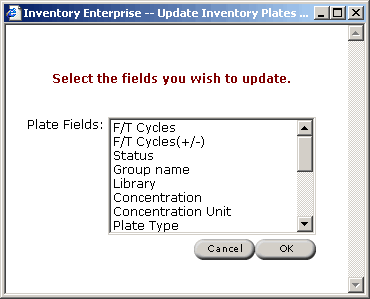 Inventory Enterprise -- Update Inventory Plates ...
Select the fields you wish to update.
Plate Fields:
F/T Cycles
F/T Cycles(+/-)
Status
Group name
Library
Concentration
Concentration Unit
Plate Type
Cancel OK